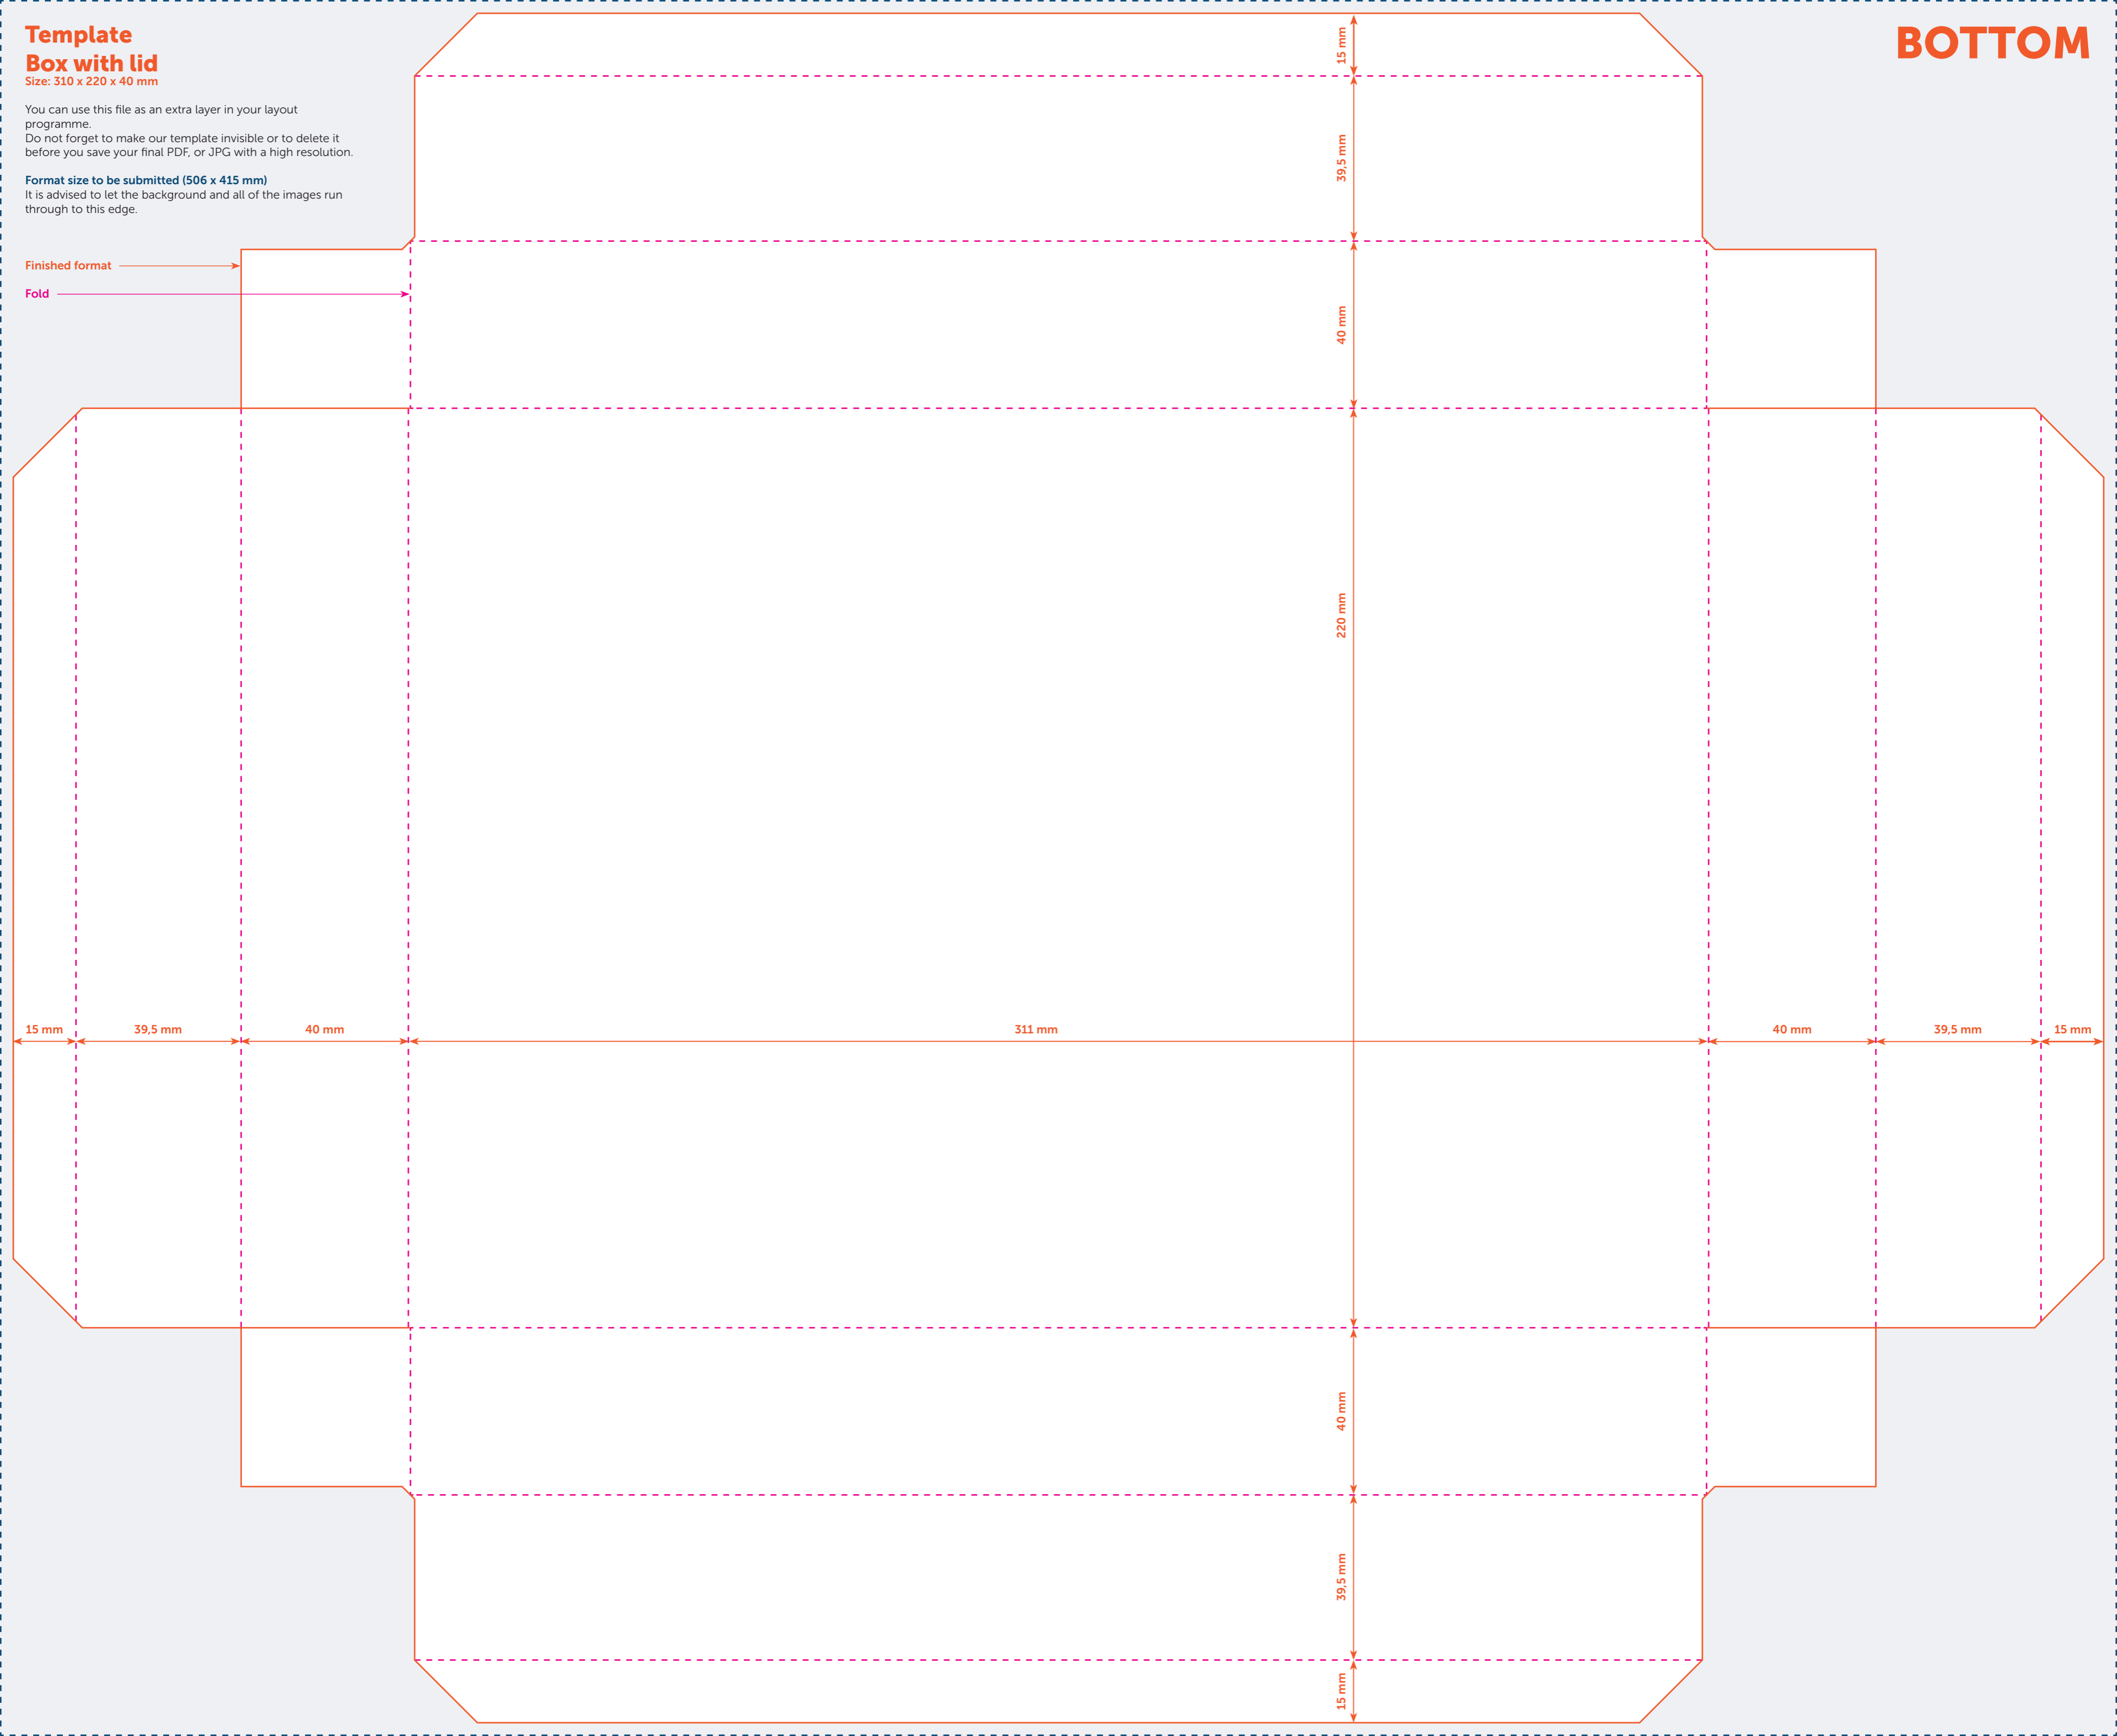 Template
Box with lid
Size: 310 x 220 x 40 mm
You can use this file as an extra layer in your layout
programme.
Do not forget to make our template invisible or to delete it
before you save your final PDF, or JPG with a high resolution.
Format size to be submitted (506 x 415 mm)
It is advised to let the background and all of the images run
through to this edge.
Finished format
Fold
BOTTOM
15 mm
39,5 mm
40 mm
220 mm
15 mm
39,5 mm
40 mm
311 mm
40 mm
39,5 mm
15 mm
40 mm
39,5 mm
15 mm